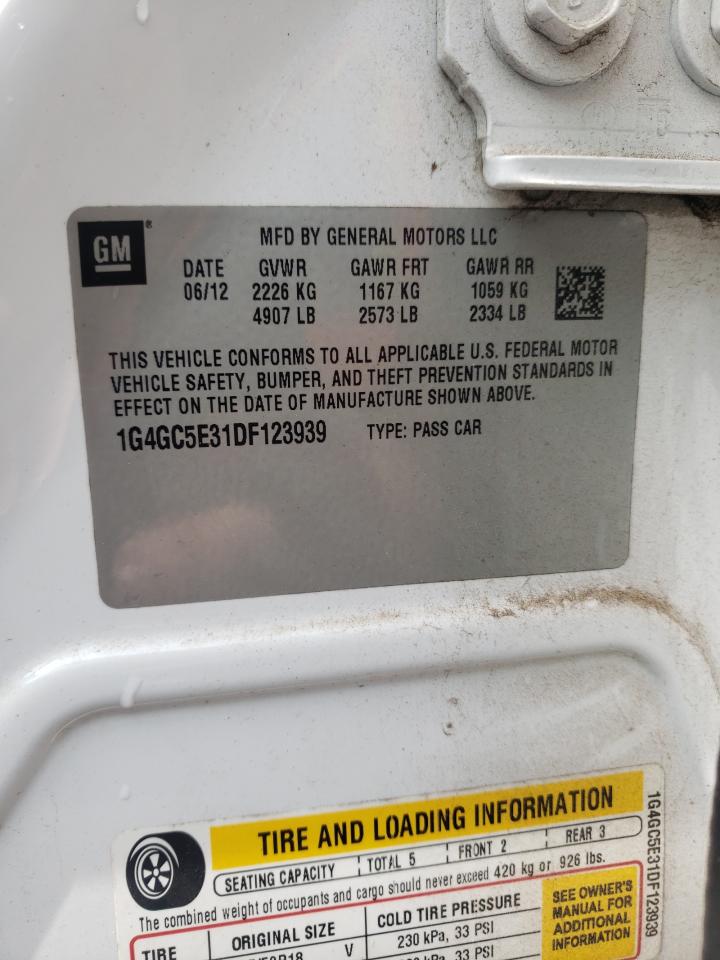 GM ® MFD BY GENERAL MOTORS LLC
DATE GVWR GAWR FRT GAWR RR
06/12 2226 KG 1167 KG 1059 KG
4907 LB 2573 LB 2334 LB
THIS VEHICLE CONFORMS TO ALL APPLICABLE U.S. FEDERAL MOTOR
VEHICLE SAFETY, BUMPER, AND THEFT PREVENTION STANDARDS IN
EFFECT ON THE DATE OF MANUFACTURE SHOWN ABOVE.
1G4GC5E31DF123939 TYPE: PASS CAR
TIRE AND LOADING INFORMATION
SEATING CAPACITY TOTAL 5 FRONT 2 REAR 3
The combined weight of occupants and cargo should never exceed 420 kg or 926 lbs.
TIRE ORIGINAL SIZE COLD TIRE PRESSURE
V 230 kPa, 33 PSI
33 PSI
SEE OWNER'S
MANUAL FOR
ADDITIONAL
INFORMATION
1G4GC5E31DF123939